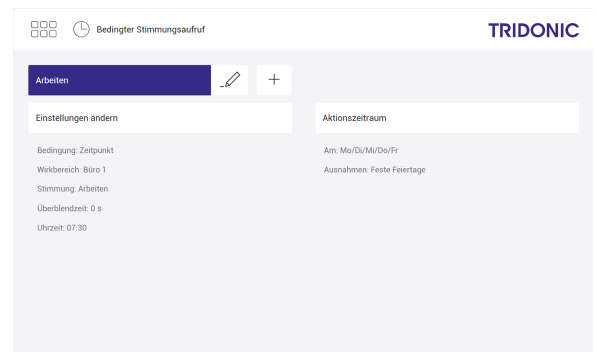 Bedingter Stimmungsaufruf
TRIDONIC
Arbeiten
Einstellungen ändern
Bedingung: Zeitpunkt
Wirkbereich: Büro 1
Stimmung: Arbeiten
Überblendzeit: 0 s
Uhrzeit: 07:30
Aktionszeitraum
Am: Mo/Di/Mi/Do/Fr
Ausnahmen: Feste Feiertage